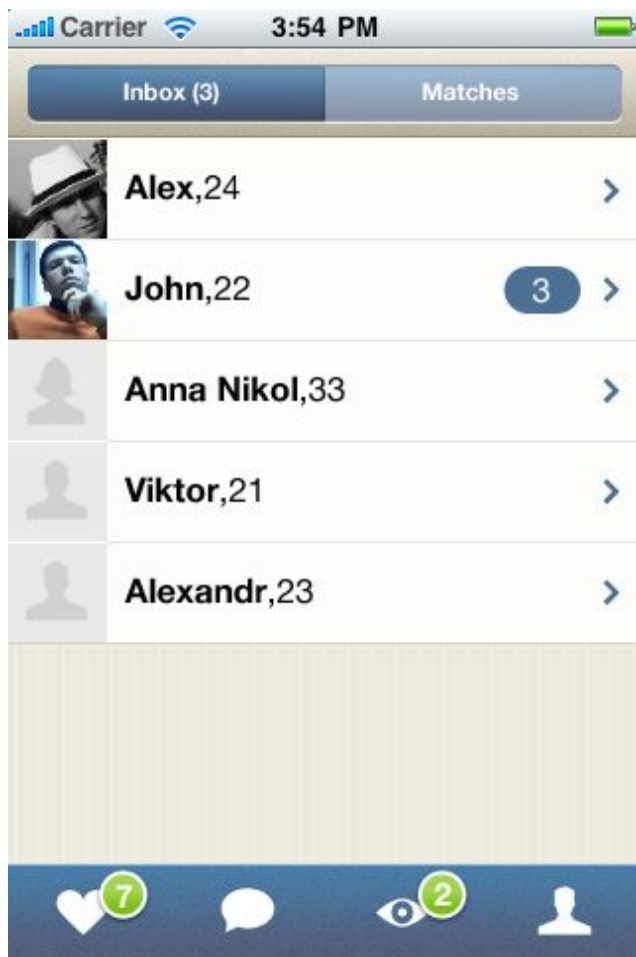 Carrier 3:54 PM
Inbox (3) Matches
Alex,24
John,22 3
Anna Nikol,33
Viktor,21
Alexandr,23
7 2